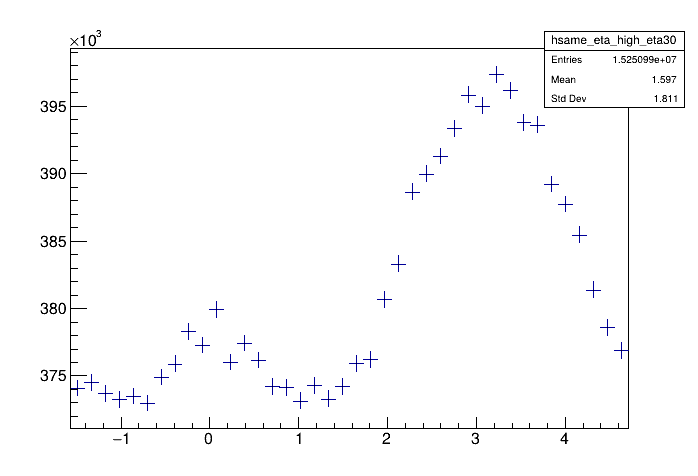 ×10³
hsame_eta_high_eta30
Entries 1.525099e+07
Mean 1.597
Std Dev 1.811
395
390
385
380
375
−1 0 1 2 3 4